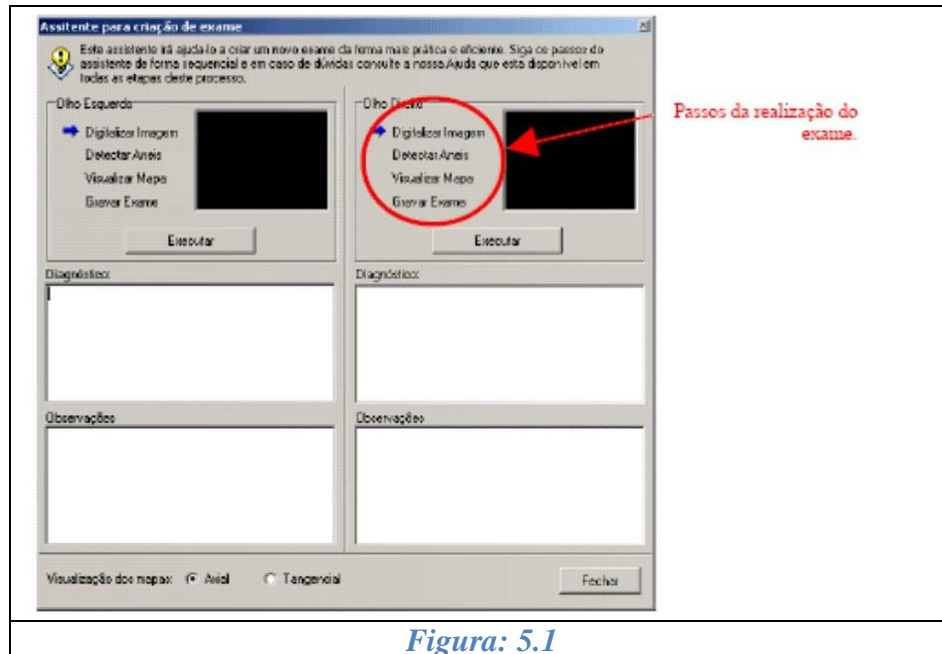 Assitente para criação de exame
Este assistente irá ajuda-lo a criar um novo exame da forma mais prática e eficiente. Siga os passos do
assistente de forma sequencial e em caso de dúvidas consulte a nossa Ajuda que está disponível em
todas as etapas deste processo.
Olho Esquerdo
Digitalizar Imagem
Detectar Aneis
Visualizar Mapa
Gravar Exame
Executar
Olho Direito
Digitalizar Imagem
Detectar Aneis
Visualizar Mapa
Gravar Exame
Executar
Passos da realização do
exame.
Diagnóstico:
Diagnóstico:
Observações
Observações
Visualização dos mapas: Axial Tangencial
Fechar
Figura: 5.1